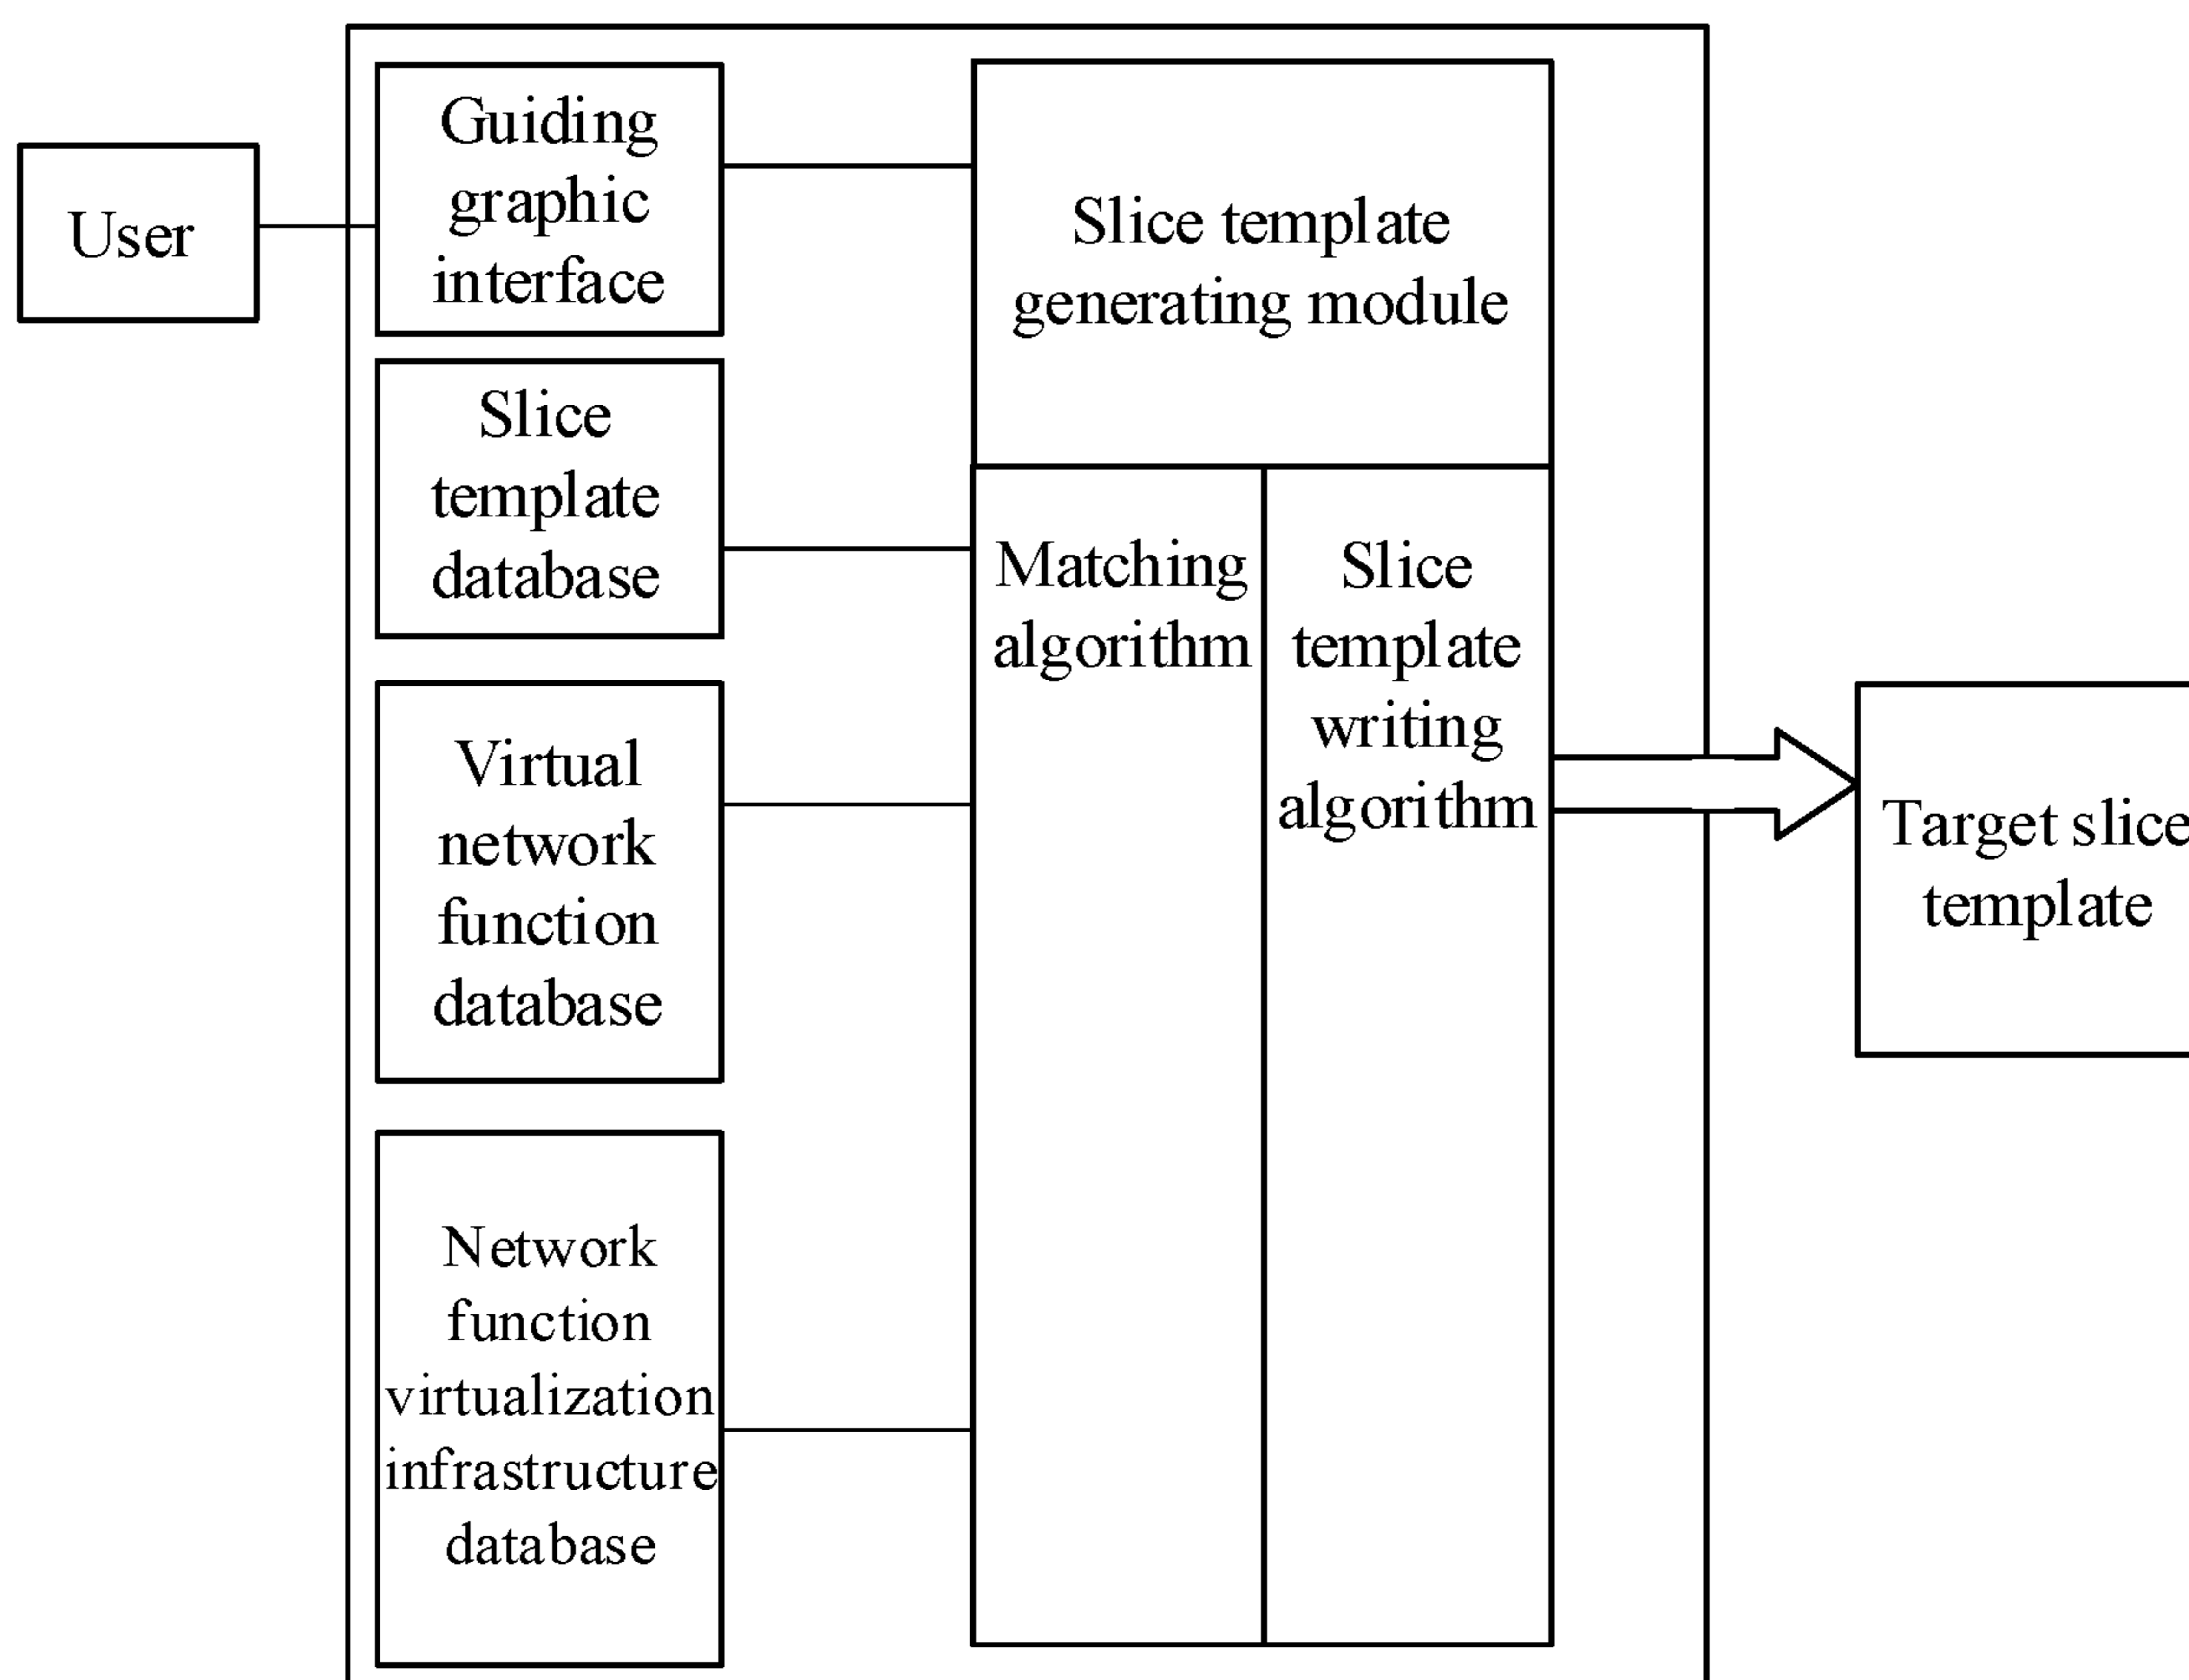 User
Guiding
graphic
interface
Slice
template
database
Virtual
network
function
database
Network
function
virtualization
infrastructure
database
Slice template
generating module
Matching
algorithm
Slice
template
writing
algorithm
Target slice
template